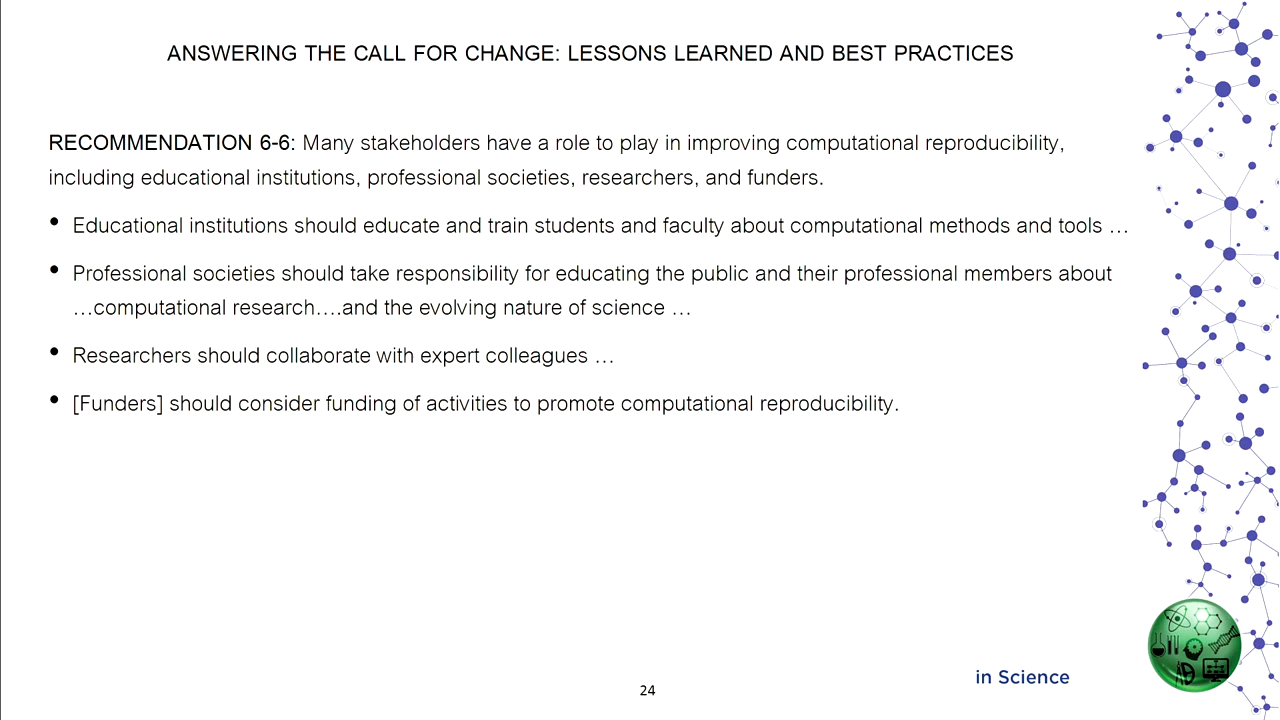 ANSWERING THE CALL FOR CHANGE: LESSONS LEARNED AND BEST PRACTICES
RECOMMENDATION 6-6: Many stakeholders have a role to play in improving computational reproducibility,
including educational institutions, professional societies, researchers, and funders.
• Educational institutions should educate and train students and faculty about computational methods and tools …
• Professional societies should take responsibility for educating the public and their professional members about
…computational research….and the evolving nature of science …
• Researchers should collaborate with expert colleagues …
• [Funders] should consider funding of activities to promote computational reproducibility.
in Science
24